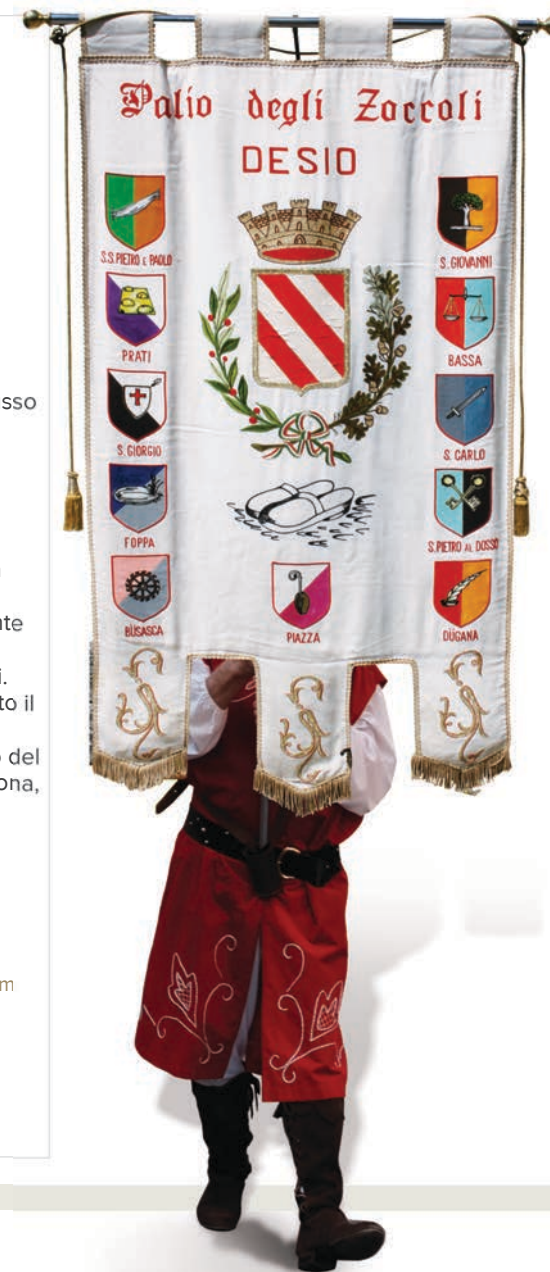 Palio degli Zoccoli
DESIO
S.S. PIETRO E PAOLO
PRATI
S. GIORGIO
FOPPA
BÜSASCA
PIAZZA
S. GIOVANNI
BASSA
S. CARLO
S. PIETRO AL DOSSO
DÜGANA
sso
nte
i.
to il
o del
ona,
m